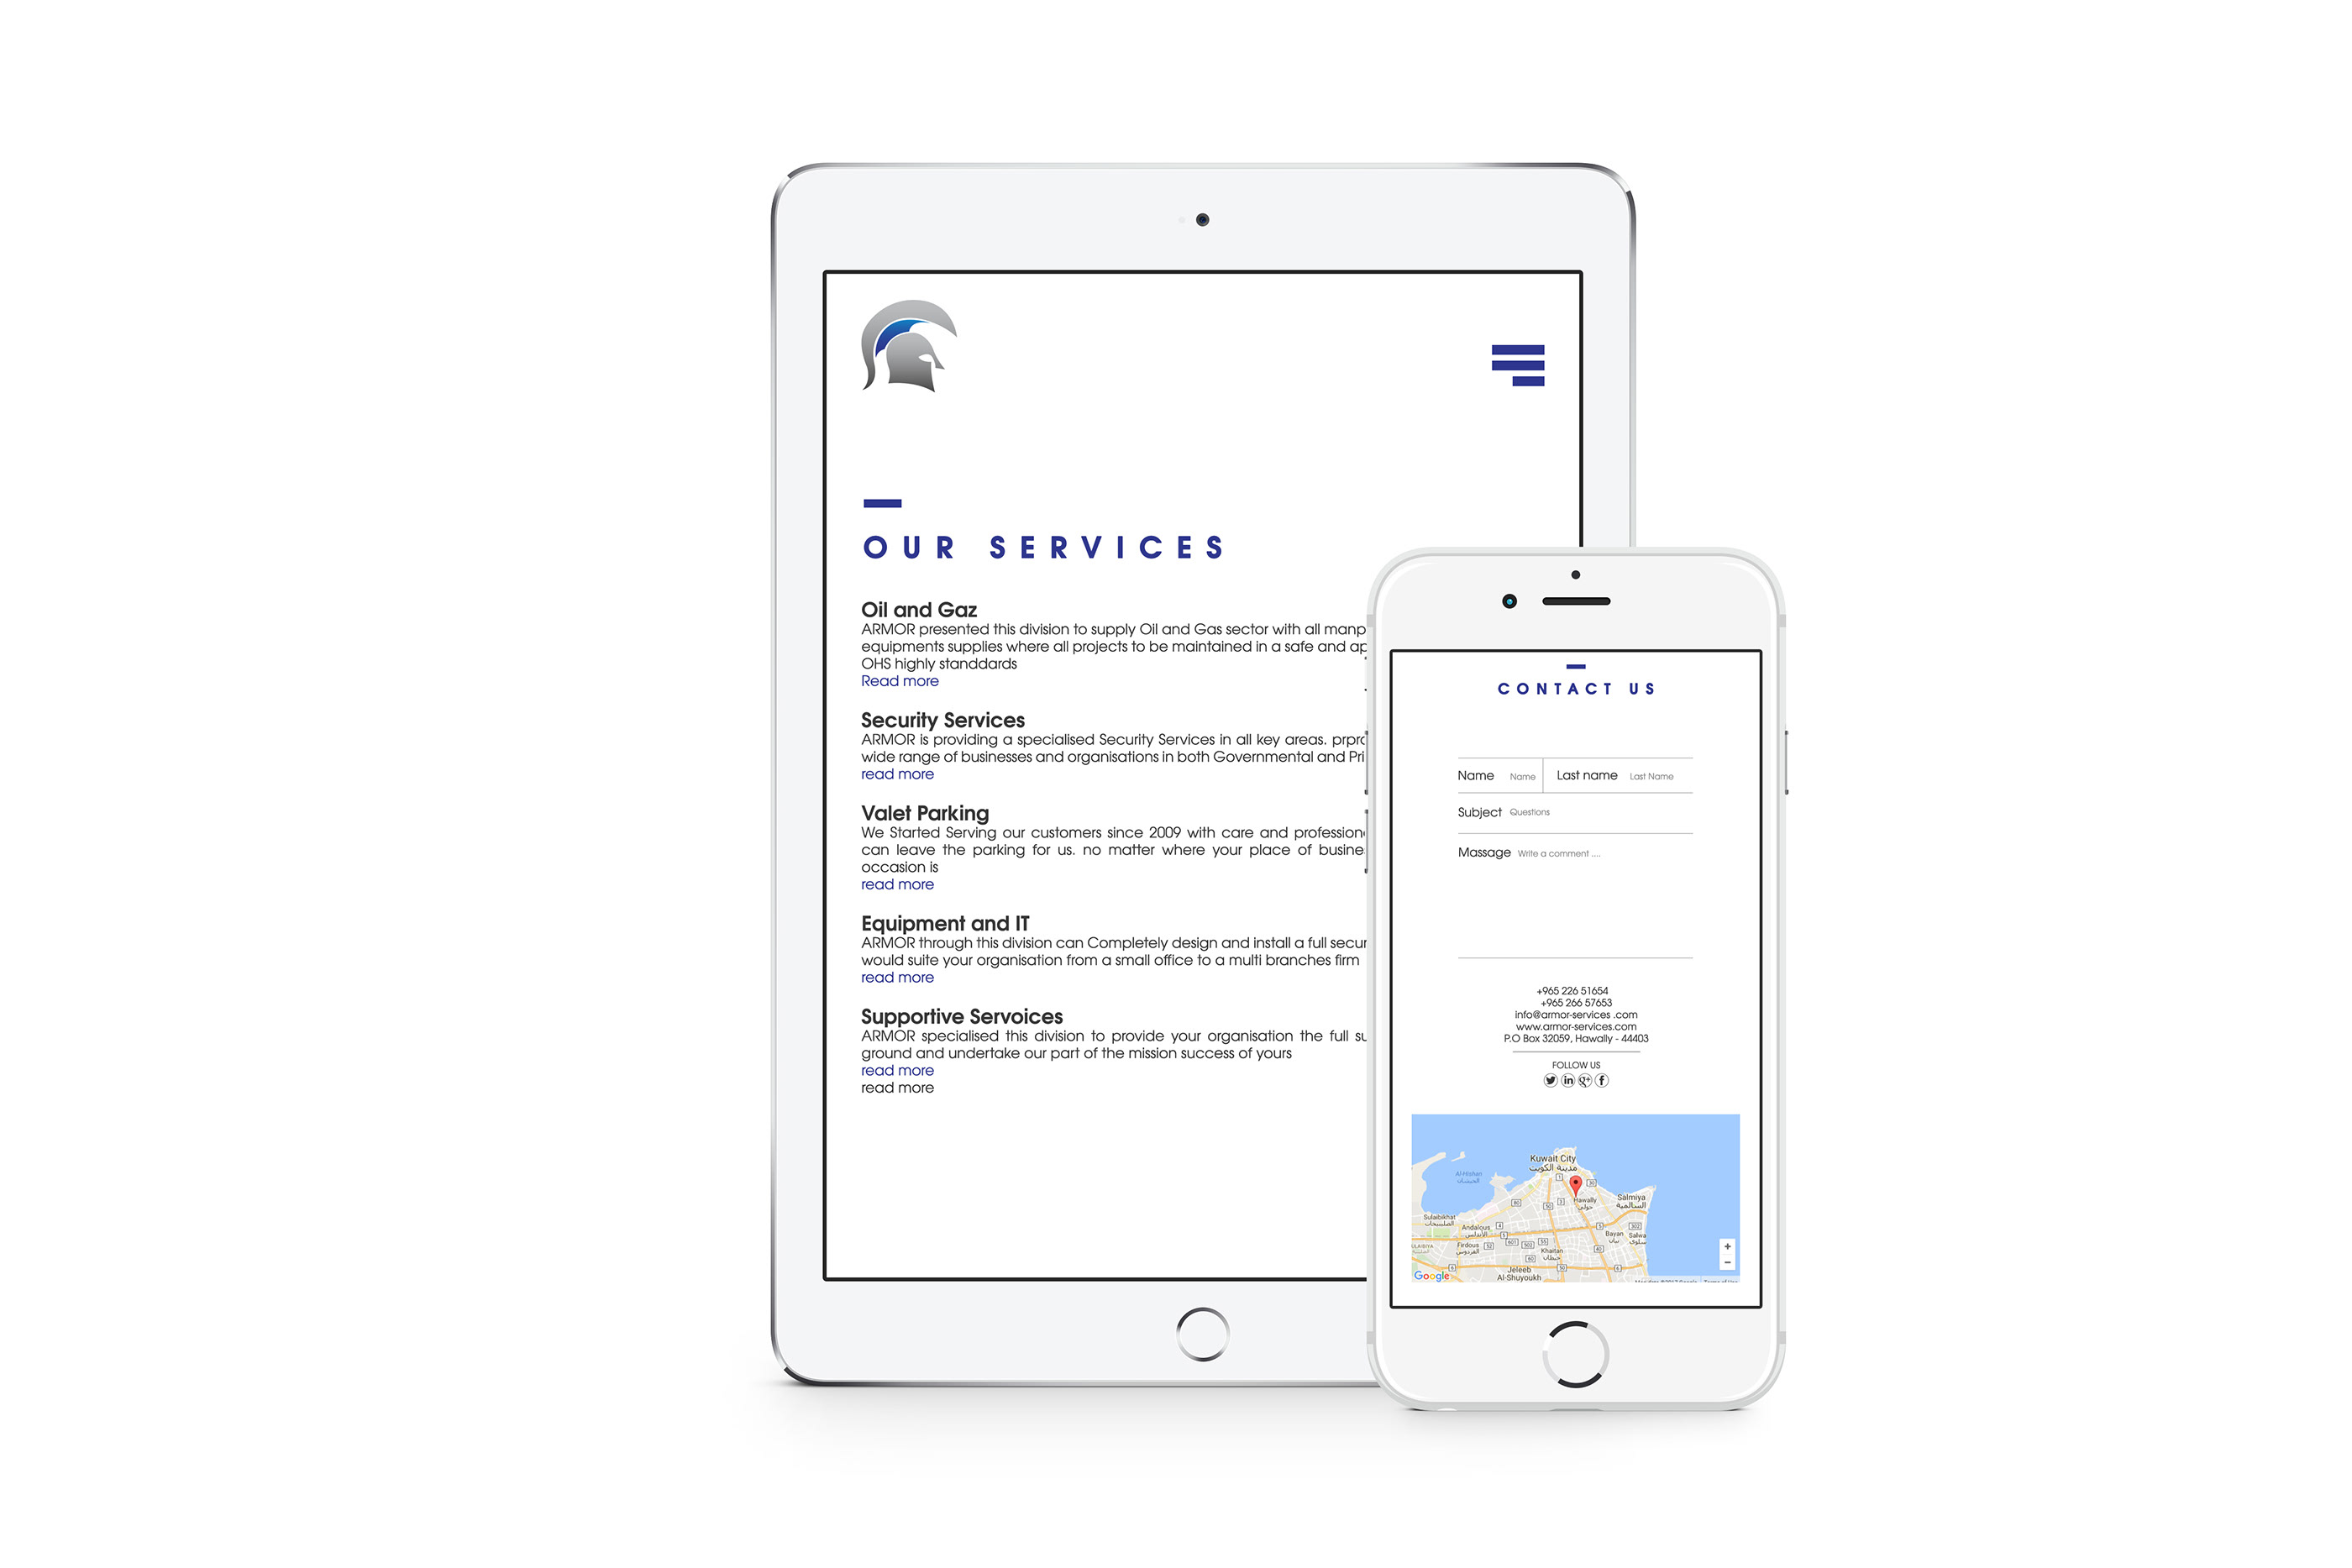 OUR SERVICES
Oil and Gaz
ARMOR presented this division to supply Oil and Gas sector with all manp
equipments supplies where all projects to be maintained in a safe and ap
OHS highly standdards
Read more
Security Services
ARMOR is providing a specialised Security Services in all key areas. prpro
wide range of businesses and organisations in both Governmental and Pri
read more
Valet Parking
We Started Serving our customers since 2009 with care and profession
can leave the parking for us. no matter where your place of busine
occasion is
read more
Equipment and IT
ARMOR through this division can Completely design and install a full secur
would suite your organisation from a small office to a multi branches firm
read more
Supportive Servoices
ARMOR specialised this division to provide your organisation the full su
ground and undertake our part of the mission success of yours
read more
read more
CONTACT US
Name Name Last name Last Name
Subject Questions
Massage Write a comment ....
+965 226 51654
+965 266 57653
info@armor-services .com
www.armor-services.com
P.O Box 32059, Hawally - 44403
FOLLOW US
Kuwait City
مدينة الكويت
Al-Hishan
الحيشان
Hawally
حولي
Salmiya
السالمية
Sulaibikhat
الصليبيخات
Andalous
الأندلس
Bayan
بيان
Salwa
سلوى
Firdous
الفردوس
Khaitan
خيطان
Jeleeb
Al-Shuyoukh
Google